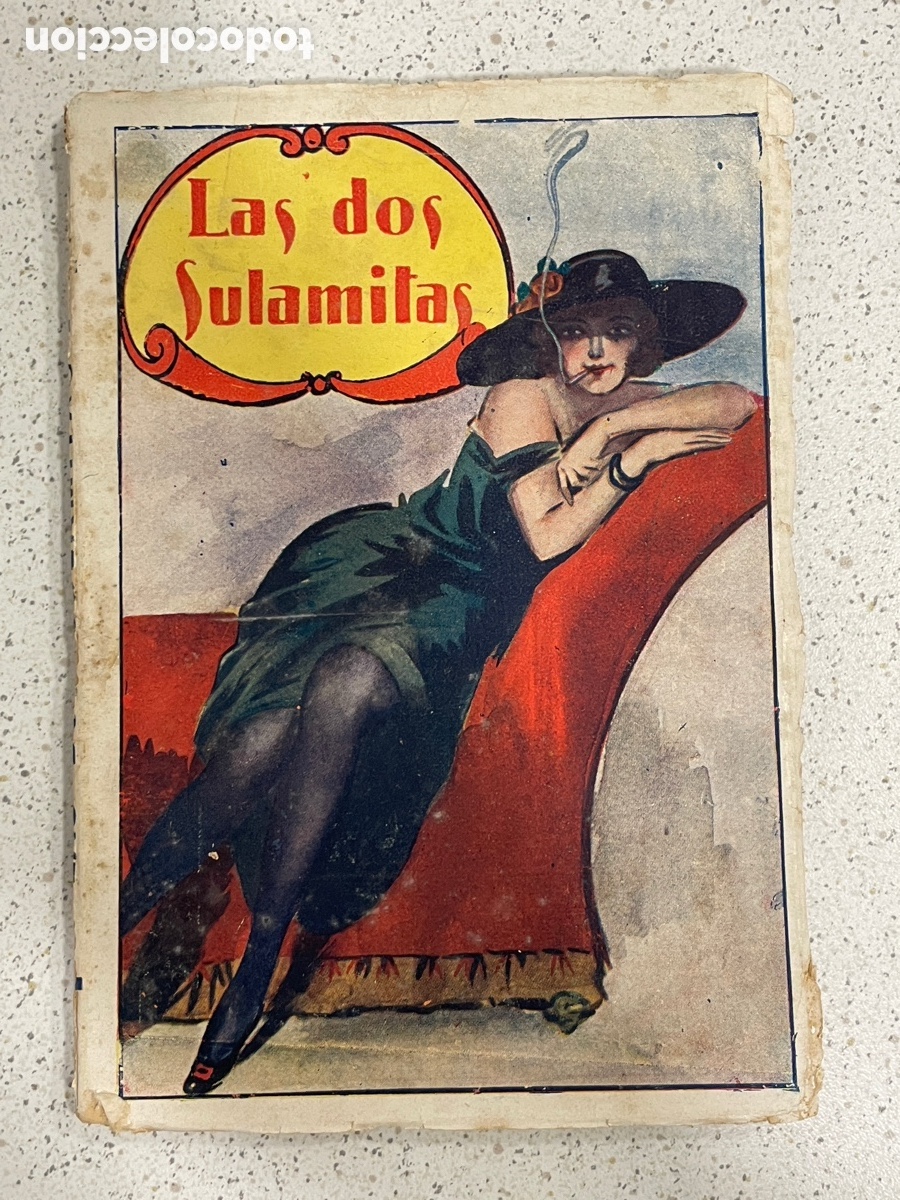 todocoleccion
Las dos
Sulamitas